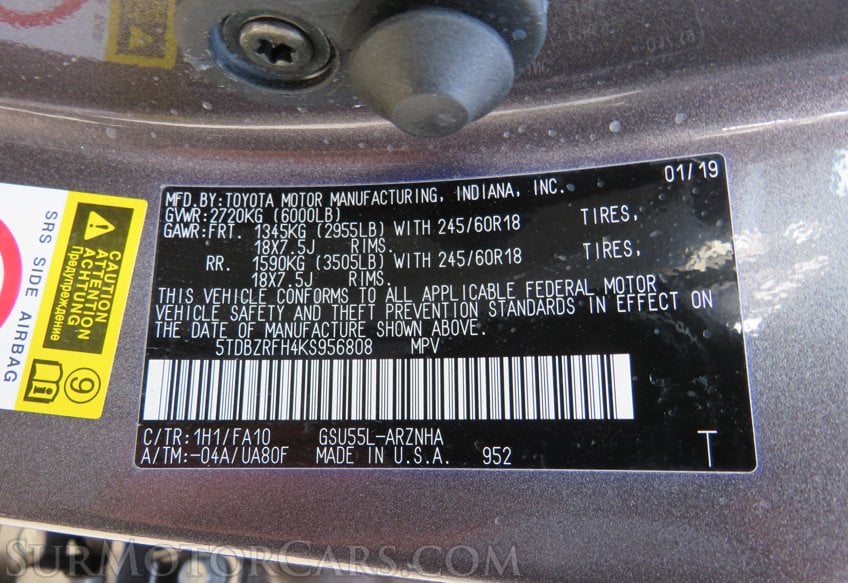 MFD.BY:TOYOTA MOTOR MANUFACTURING, INDIANA, INC. 01/19
GVWR:2720KG (6000LB)
GAWR:FRT. 1345KG (2955LB) WITH 245/60R18 TIRES,
18X7.5J RIMS.
RR. 1590KG (3505LB) WITH 245/60R18 TIRES,
18X7.5J RIMS.
THIS VEHICLE CONFORMS TO ALL APPLICABLE FEDERAL MOTOR
VEHICLE SAFETY AND THEFT PREVENTION STANDARDS IN EFFECT ON
THE DATE OF MANUFACTURE SHOWN ABOVE.
5TDBZRFH4KS956808 MPV
C/TR:1H1/FA10 GSU55L-ARZNHA
A/TM:-04A/UA80F MADE IN U.S.A. 952 T
SRS SIDE AIRBAG
CAUTION
ATTENTION
ACHTUNG
Предупреждение
9
SurMotorCars.com